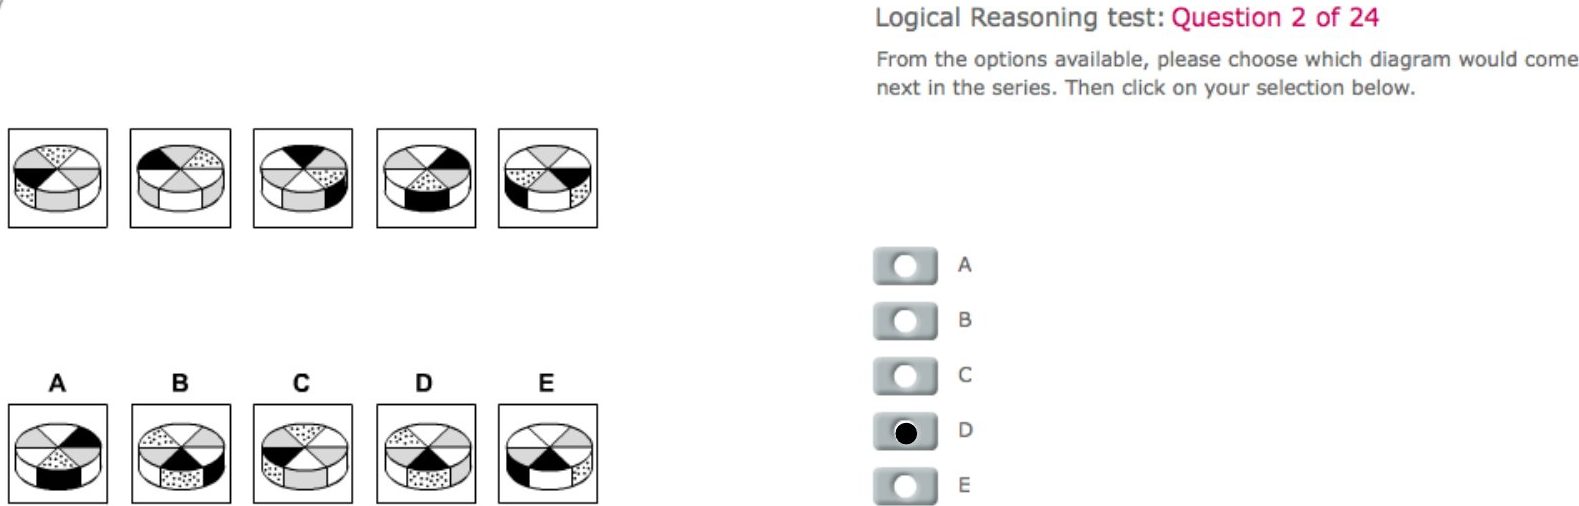 Logical Reasoning test: Question 2 of 24
From the options available, please choose which diagram would come
next in the series. Then click on your selection below.
A B C D E
A
B
C
D
E